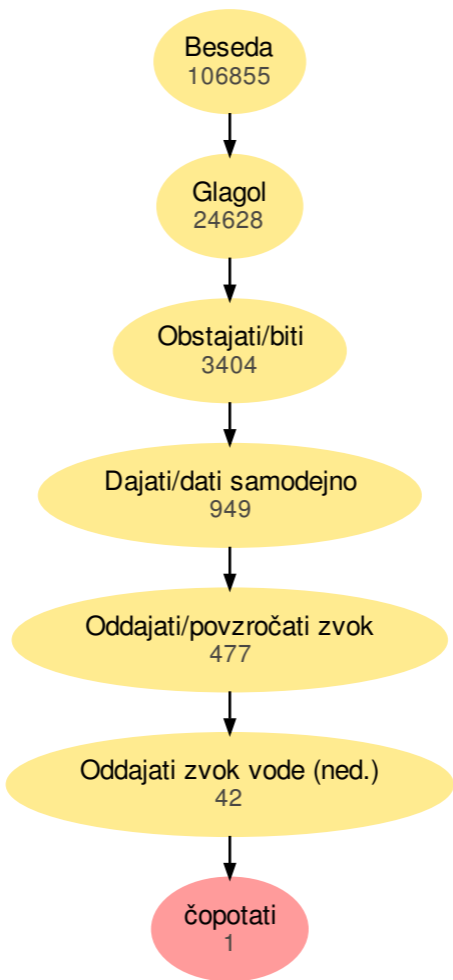 Beseda
106855
Glagol
24628
Obstajati/biti
3404
Dajati/dati samodejno
949
Oddajati/povzročati zvok
477
Oddajati zvok vode (ned.)
42
čopotati
1